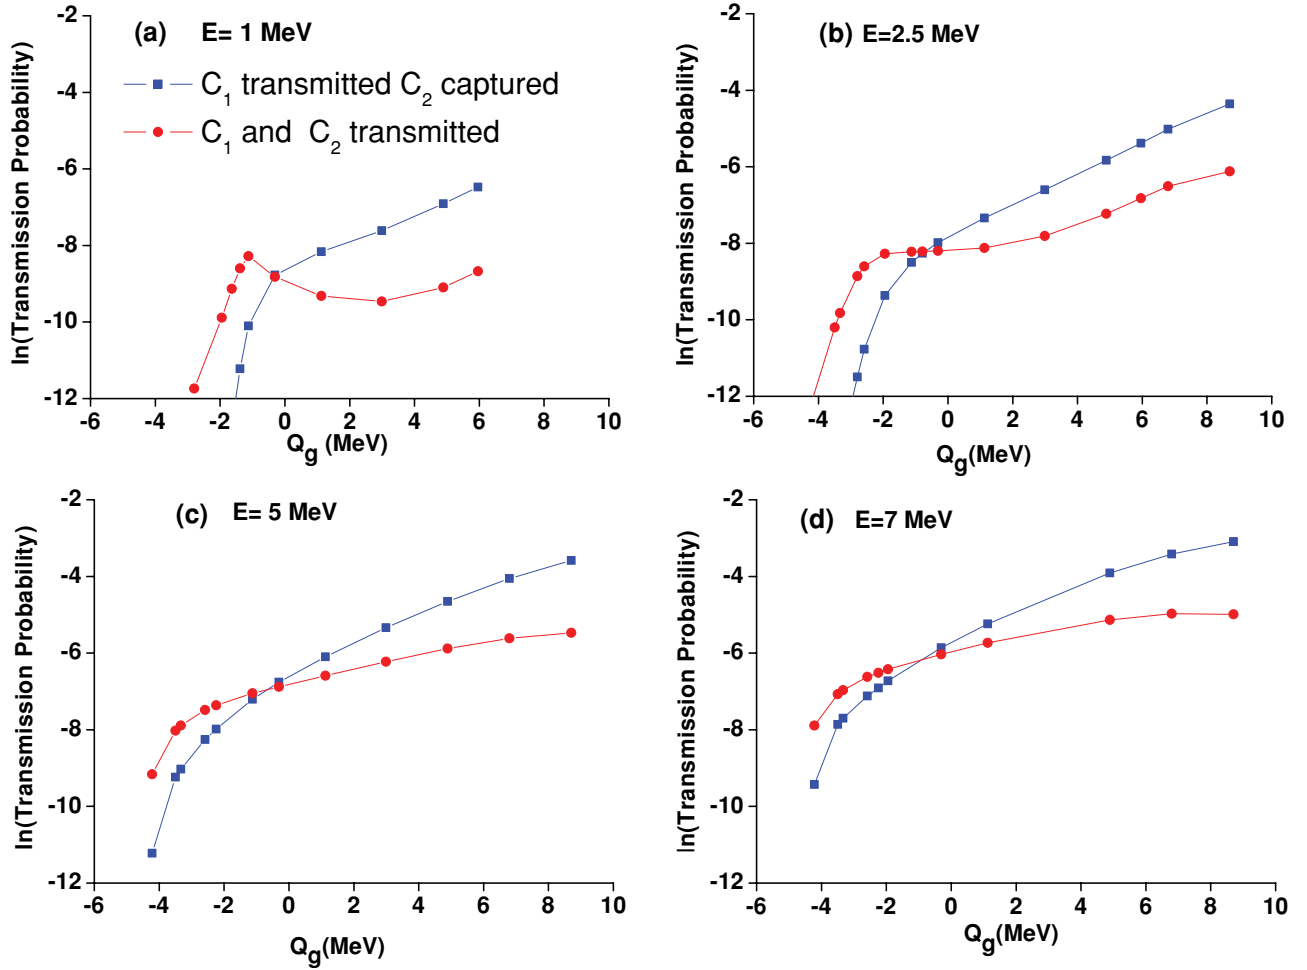 (a) E= 1 MeV
C1 transmitted C2 captured
C1 and C2 transmitted
ln(Transmission Probability)
-2
-4
-6
-8
-10
-12
-6 -4 -2 0 2 4 6 8 10
Qg (MeV)
(b) E=2.5 MeV
ln(Transmission Probability)
-2
-4
-6
-8
-10
-12
-6 -4 -2 0 2 4 6 8 10
Qg(MeV)
(c) E= 5 MeV
ln(Transmission Probability)
-2
-4
-6
-8
-10
-12
-6 -4 -2 0 2 4 6 8 10
Qg(MeV)
(d) E=7 MeV
ln(Transmission Probability)
-2
-4
-6
-8
-10
-12
-6 -4 -2 0 2 4 6 8 10
Qg(MeV)